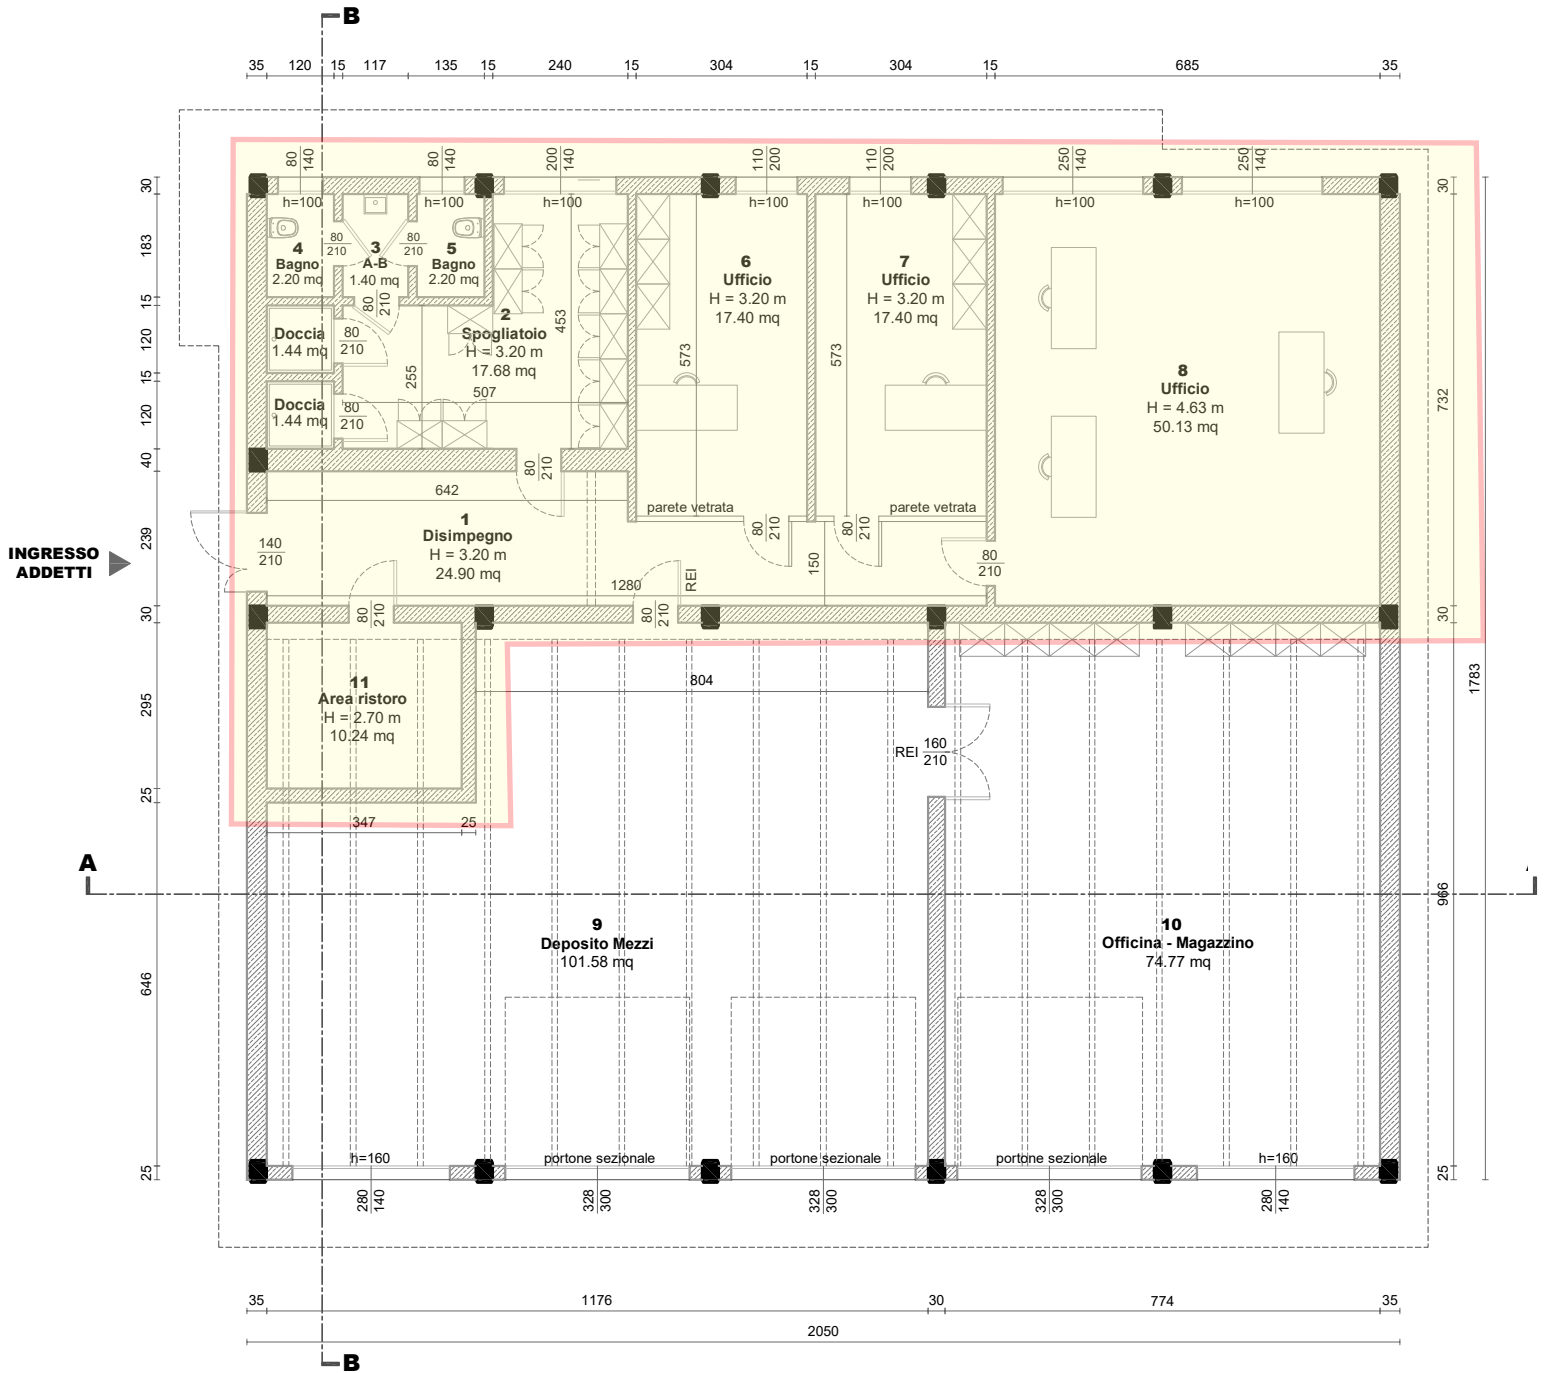 B
35 120 15 117 135 15 240 15 304 15 304 15 685 35
80 140
80 140
200 140
110 200
110 200
250 140
250 140
h=100
h=100
h=100
h=100
h=100
h=100
h=100
30
183
15
120
15
120
40
239
30
295
25
646
25
4
Bagno
2.20 mq
80
210
3
A-B
1.40 mq
80
210
5
Bagno
2.20 mq
80
210
Doccia
1.44 mq
80
210
Doccia
1.44 mq
80
210
2
Spogliatoio
H = 3.20 m
17.68 mq
453
255
507
80
210
6
Ufficio
H = 3.20 m
17.40 mq
573
parete vetrata
80
210
7
Ufficio
H = 3.20 m
17.40 mq
573
parete vetrata
80
210
8
Ufficio
H = 4.63 m
50.13 mq
80
210
30
732
30
1783
966
25
INGRESSO
ADDETTI
140
210
642
1
Disimpegno
H = 3.20 m
24.90 mq
1280
REI
150
80
210
80
210
11
Area ristoro
H = 2.70 m
10.24 mq
347 25
804
REI
160
210
A
9
Deposito Mezzi
101.58 mq
10
Officina - Magazzino
74.77 mq
h=160
portone sezionale
portone sezionale
portone sezionale
h=160
280
140
328
300
328
300
328
300
280
140
35 1176 30 774 35
2050
B